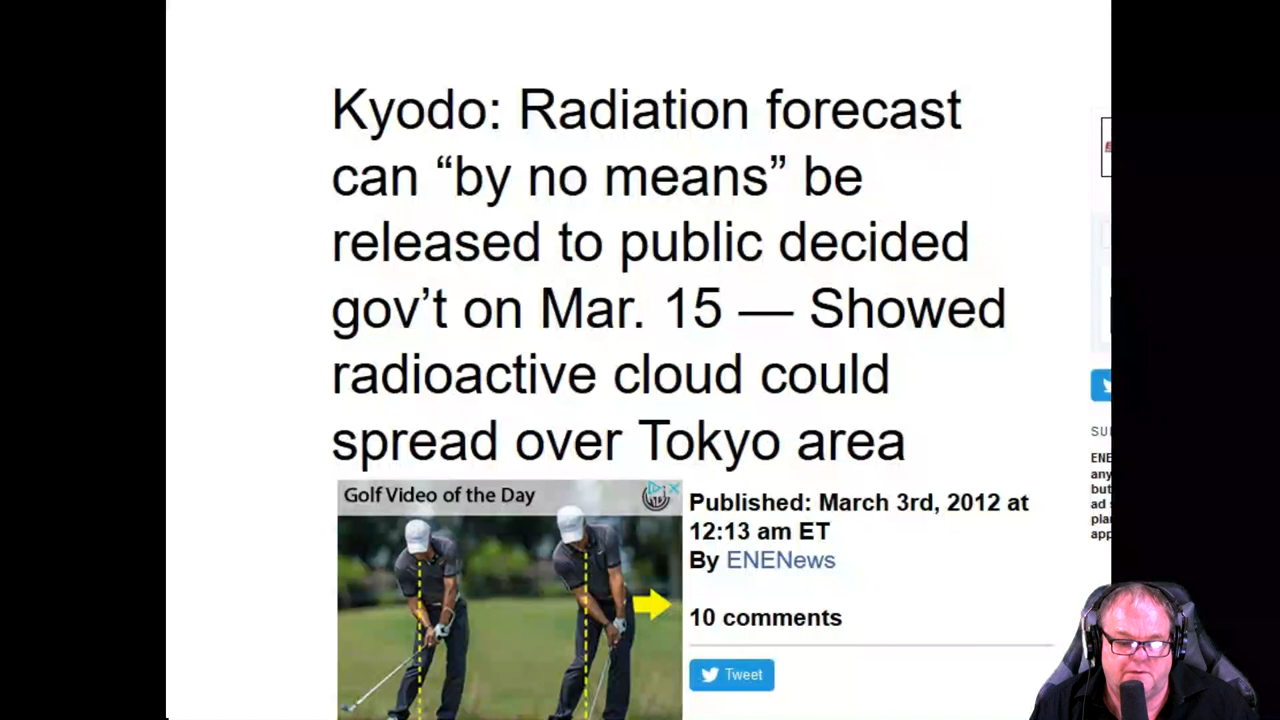 Kyodo: Radiation forecast
can “by no means” be
released to public decided
gov’t on Mar. 15 — Showed
radioactive cloud could
spread over Tokyo area
Golf Video of the Day
Published: March 3rd, 2012 at
12:13 am ET
By ENENews
10 comments
Tweet